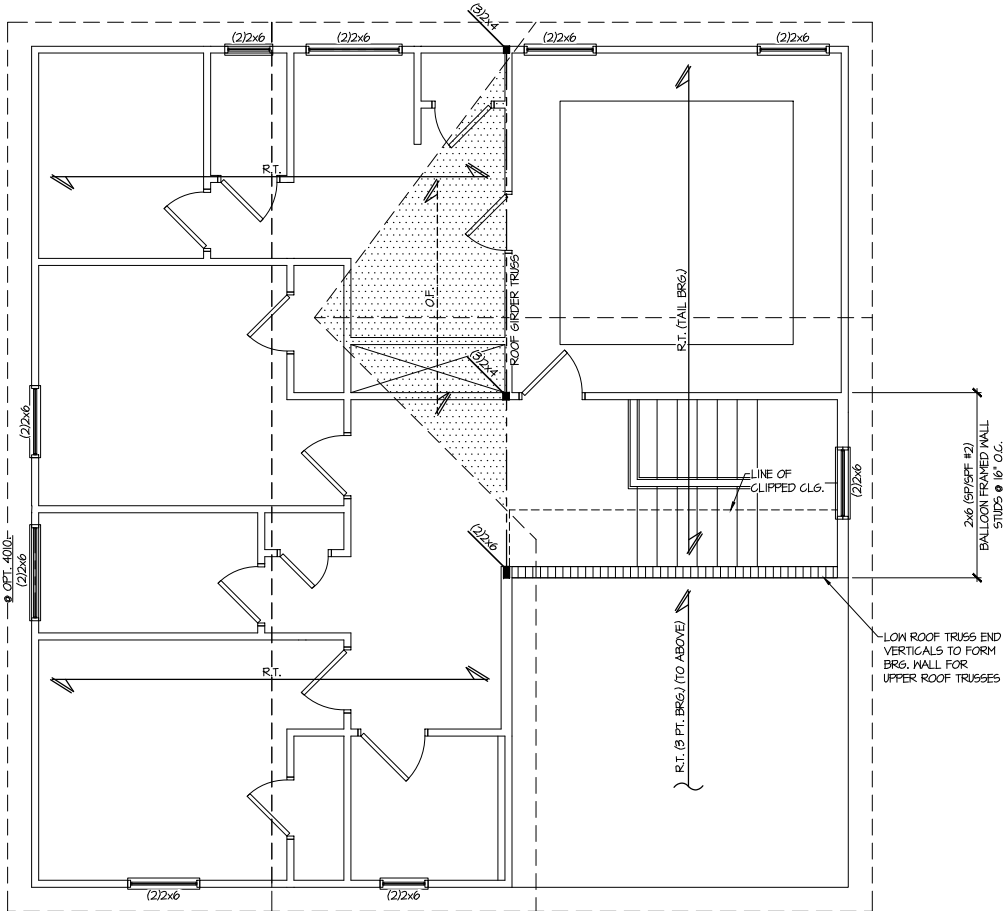 (3)2x4
(2)2x6
(2)2x6
(2)2x6
(2)2x6
R.T.
O.F.
ROOF GIRDER TRUSS
R.T. (TAIL BRG.)
(3)2x4
(2)2x6
LINE OF
CLIPPED CLG.
(2)2x6
2x6 (SP/SPF #2)
BALLOON FRAMED WALL
STUDS @ 16" O.C.
@ OPT. 4010
(2)2x6
(2)2x6
LOW ROOF TRUSS END
VERTICALS TO FORM
BRG. WALL FOR
UPPER ROOF TRUSSES
R.T.
R.T. (3 PT. BRG.) (TO ABOVE)
(2)2x6
(2)2x6